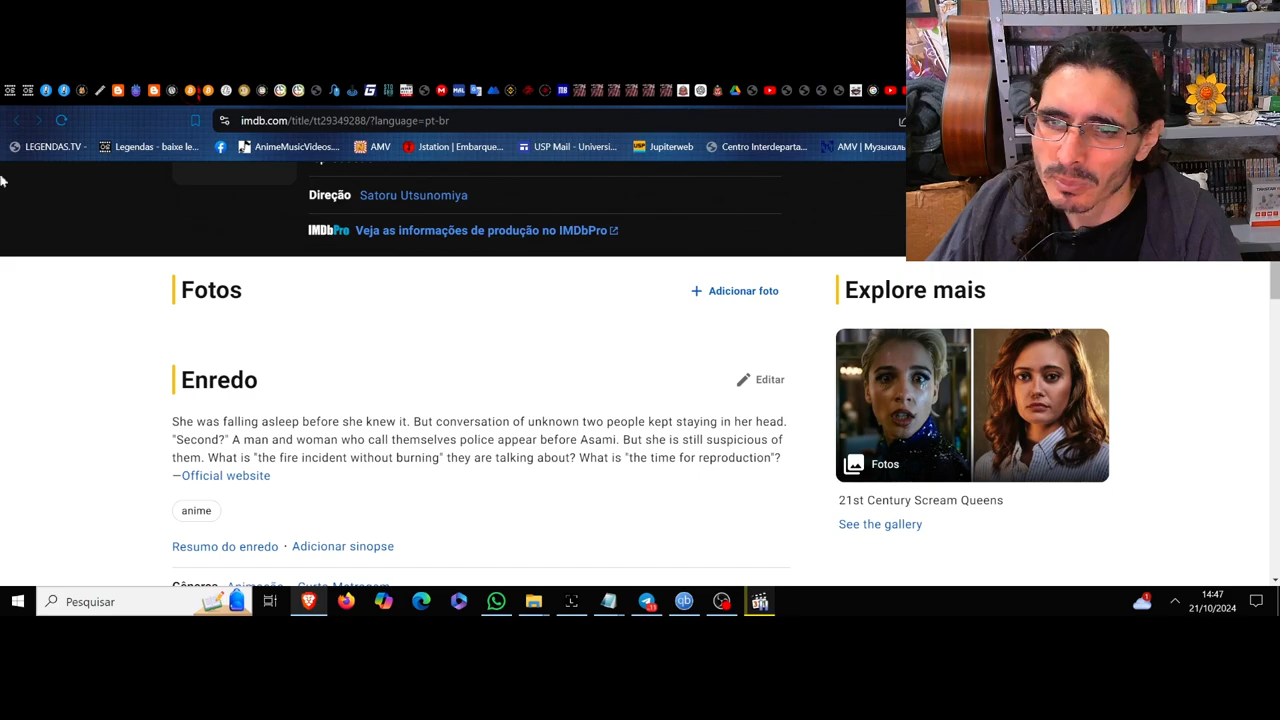 imdb.com/title/tt29349288/?language=pt-br
LEGENDAS.TV -
Legendas - baixe le...
AnimeMusicVideos...
AMV
Jstation | Embarque...
USP Mail - Universi...
Jupiterweb
Centro Interdeparta...
AMV | Музыкаль
Direção Satoru Utsunomiya
IMDbPro Veja as informações de produção no IMDbPro
Fotos
+ Adicionar foto
Explore mais
Enredo
Editar
She was falling asleep before she knew it. But conversation of unknown two people kept staying in her head.
"Second?" A man and woman who call themselves police appear before Asami. But she is still suspicious of
them. What is "the fire incident without burning" they are talking about? What is "the time for reproduction"?
—Official website
Fotos
21st Century Scream Queens
See the gallery
anime
Resumo do enredo · Adicionar sinopse
Gêneros Animação · Curta-Metragem
Pesquisar
14:47
21/10/2024